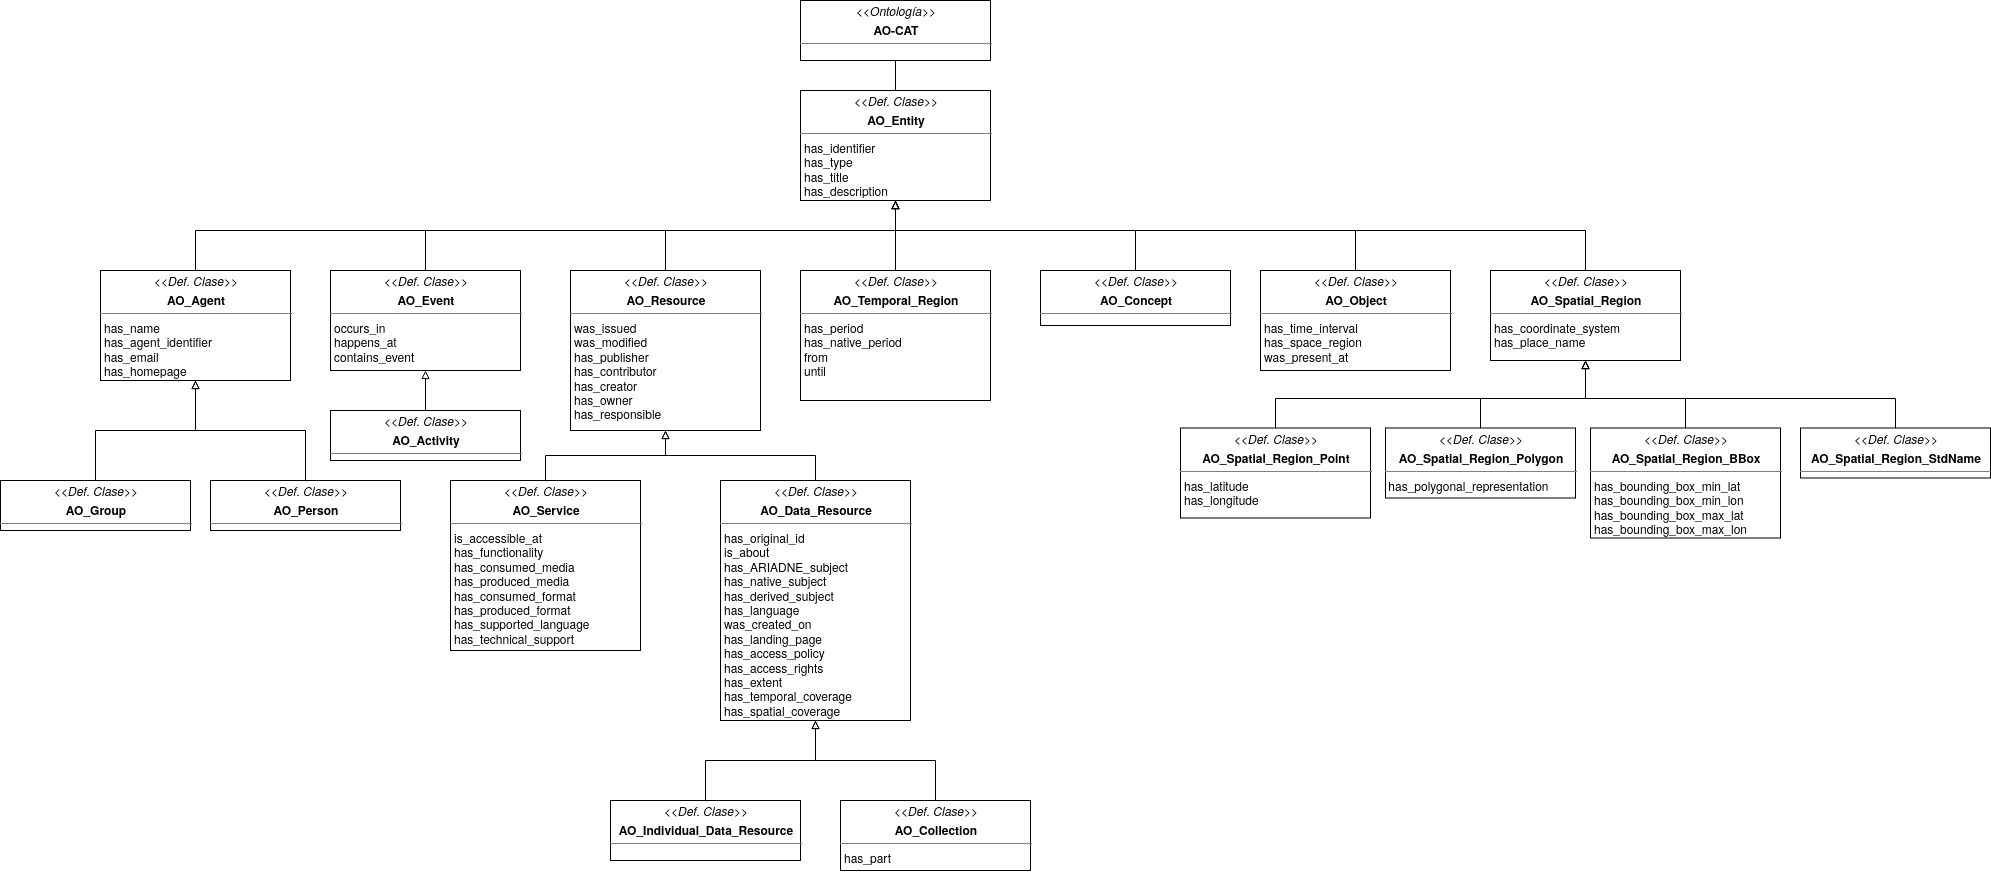 <<Ontología>>
AO-CAT
<<Def. Clase>>
AO_Entity
has_identifier
has_type
has_title
has_description
<<Def. Clase>>
AO_Agent
has_name
has_agent_identifier
has_email
has_homepage
<<Def. Clase>>
AO_Event
occurs_in
happens_at
contains_event
<<Def. Clase>>
AO_Resource
was_issued
was_modified
has_publisher
has_contributor
has_creator
has_owner
has_responsible
<<Def. Clase>>
AO_Temporal_Region
has_period
has_native_period
from
until
<<Def. Clase>>
AO_Concept
<<Def. Clase>>
AO_Object
has_time_interval
has_space_region
was_present_at
<<Def. Clase>>
AO_Spatial_Region
has_coordinate_system
has_place_name
<<Def. Clase>>
AO_Activity
<<Def. Clase>>
AO_Spatial_Region_Point
has_latitude
has_longitude
<<Def. Clase>>
AO_Spatial_Region_Polygon
has_polygonal_representation
<<Def. Clase>>
AO_Spatial_Region_BBox
has_bounding_box_min_lat
has_bounding_box_min_lon
has_bounding_box_max_lat
has_bounding_box_max_lon
<<Def. Clase>>
AO_Spatial_Region_StdName
<<Def. Clase>>
AO_Group
<<Def. Clase>>
AO_Person
<<Def. Clase>>
AO_Service
is_accessible_at
has_functionality
has_consumed_media
has_produced_media
has_consumed_format
has_produced_format
has_supported_language
has_technical_support
<<Def. Clase>>
AO_Data_Resource
has_original_id
is_about
has_ARIADNE_subject
has_native_subject
has_derived_subject
has_language
was_created_on
has_landing_page
has_access_policy
has_access_rights
has_extent
has_temporal_coverage
has_spatial_coverage
<<Def. Clase>>
AO_Individual_Data_Resource
<<Def. Clase>>
AO_Collection
has_part